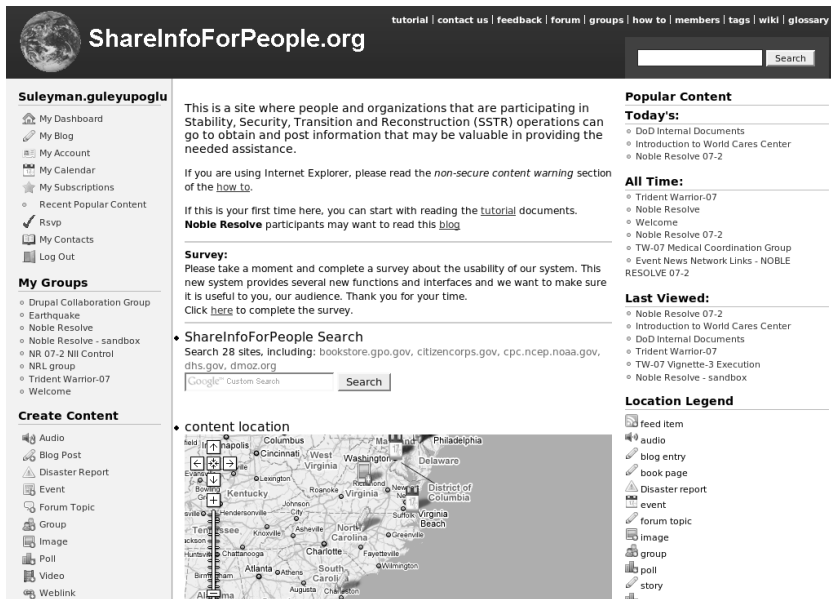 tutorial | contact us | feedback | forum | groups | how to | members | tags | wiki | glossary
ShareInfoForPeople.org
Search
Suleyman.guleyupoglu
My Dashboard
My Blog
My Account
My Calendar
My Subscriptions
Recent Popular Content
Rsvp
My Contacts
Log Out
My Groups
Drupal Collaboration Group
Earthquake
Noble Resolve
Noble Resolve - sandbox
NR 07-2 NII Control
NRL group
Trident Warrior-07
Welcome
Create Content
Audio
Blog Post
Disaster Report
Event
Forum Topic
Group
Image
Poll
Video
Weblink
This is a site where people and organizations that are participating in
Stability, Security, Transition and Reconstruction (SSTR) operations can
go to obtain and post information that may be valuable in providing the
needed assistance.
If you are using Internet Explorer, please read the non-secure content warning section
of the how to.
If this is your first time here, you can start with reading the tutorial documents.
Noble Resolve participants may want to read this blog
Survey:
Please take a moment and complete a survey about the usability of our system. This
new system provides several new functions and interfaces and we want to make sure
it is useful to you, our audience. Thank you for your time.
Click here to complete the survey.
ShareInfoForPeople Search
Search 28 sites, including: bookstore.gpo.gov, citizencorps.gov, cpc.ncep.noaa.gov,
dhs.gov, dmoz.org
Google™ Custom Search
Search
content location
Columbus
Philadelphia
Cincinnati
West
Virginia
Washington
Delaware
Lexington
District of
Columbia
Kentucky
Roanoke
Richmond
Virginia
Hendersonville
Johnson
City
Suffolk
Virginia
Beach
Knoxville
Asheville
North
Carolina
Greenville
Chattanooga
Charlotte
Fayetteville
Atlanta
Athens
Wilmington
South
Augusta
Popular Content
Today's:
DoD Internal Documents
Introduction to World Cares Center
Noble Resolve 07-2
All Time:
Trident Warrior-07
Noble Resolve
Welcome
Noble Resolve 07-2
TW-07 Medical Coordination Group
Event News Network Links - NOBLE
RESOLVE 07-2
Last Viewed:
Noble Resolve 07-2
Introduction to World Cares Center
DoD Internal Documents
Trident Warrior-07
TW-07 Vignette-3 Execution
Noble Resolve - sandbox
Location Legend
feed item
audio
blog entry
book page
Disaster report
event
forum topic
image
group
poll
story